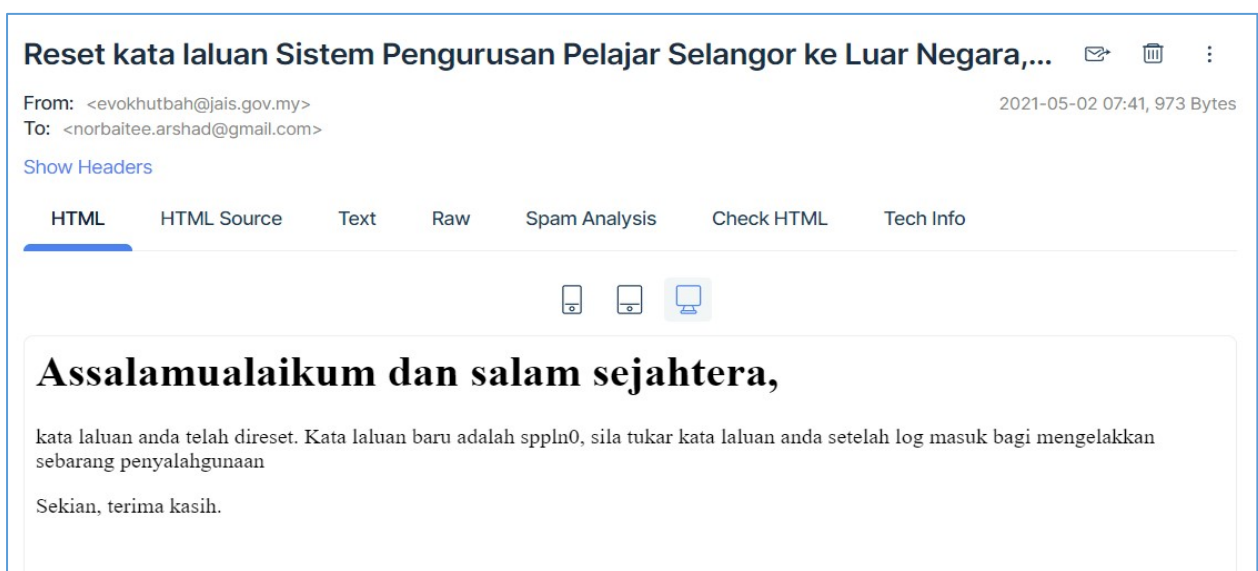 Reset kata laluan Sistem Pengurusan Pelajar Selangor ke Luar Negara,...
From: <evokhutbah@jais.gov.my>
2021-05-02 07:41, 973 Bytes
To: <norbaitee.arshad@gmail.com>
Show Headers
HTML HTML Source Text Raw Spam Analysis Check HTML Tech Info
Assalamualaikum dan salam sejahtera,
kata laluan anda telah direset. Kata laluan baru adalah sppln0, sila tukar kata laluan anda setelah log masuk bagi mengelakkan
sebarang penyalahgunaan
Sekian, terima kasih.